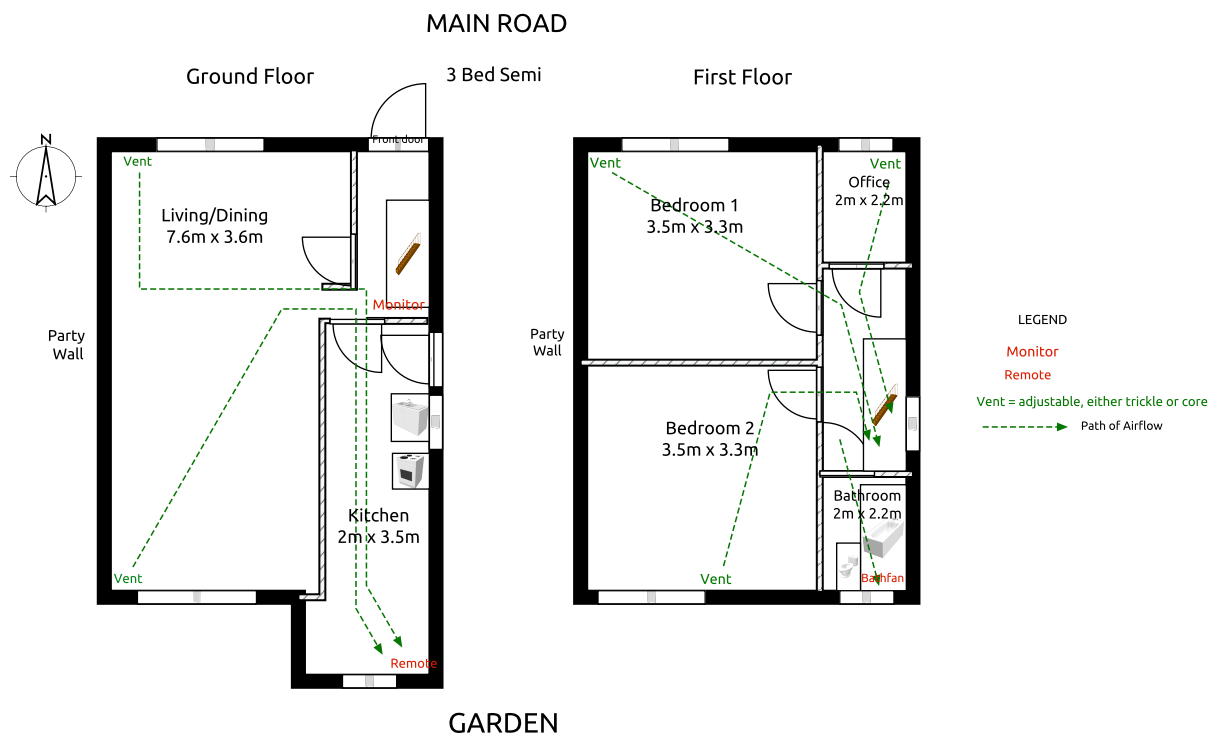 MAIN ROAD
Ground Floor
3 Bed Semi
First Floor
Front door
N
Vent
Living/Dining
7.6m x 3.6m
Monitor
Party
Wall
Kitchen
2m x 3.5m
Vent
Remote
Vent
Bedroom 1
3.5m x 3.3m
Vent
Office
2m x 2.2m
Party
Wall
Bedroom 2
3.5m x 3.3m
Vent
Bathroom
2m x 2.2m
Bathfan
LEGEND
Monitor
Remote
Vent = adjustable, either trickle or core
Path of Airflow
GARDEN